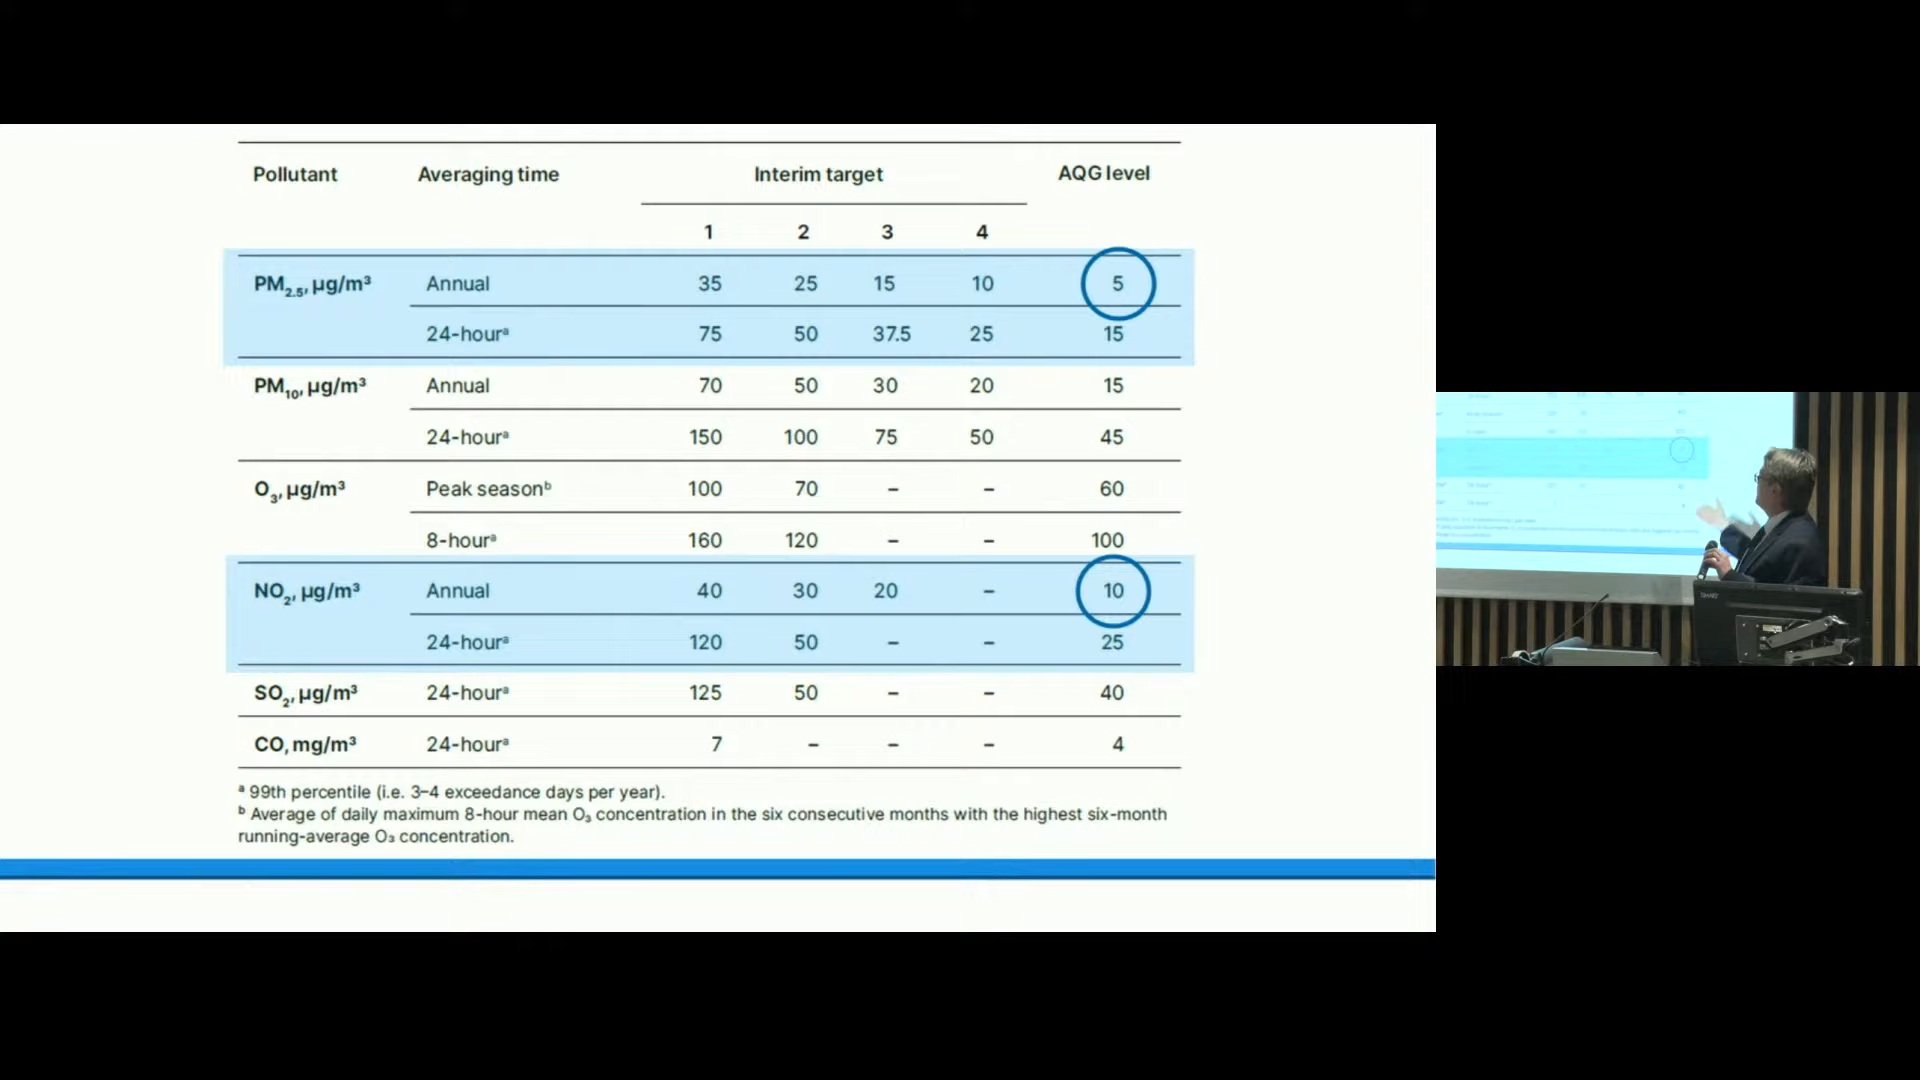 Pollutant Averaging time Interim target AQG level
1 2 3 4
PM2.5, µg/m³ Annual 35 25 15 10 5
24-hourᵃ 75 50 37.5 25 15
PM10, µg/m³ Annual 70 50 30 20 15
24-hourᵃ 150 100 75 50 45
O3, µg/m³ Peak seasonᵇ 100 70 – – 60
8-hourᵃ 160 120 – – 100
NO2, µg/m³ Annual 40 30 20 – 10
24-hourᵃ 120 50 – – 25
SO2, µg/m³ 24-hourᵃ 125 50 – – 40
CO, mg/m³ 24-hourᵃ 7 – – – 4
ᵃ 99th percentile (i.e. 3–4 exceedance days per year).
ᵇ Average of daily maximum 8-hour mean O₃ concentration in the six consecutive months with the highest six-month
running-average O₃ concentration.